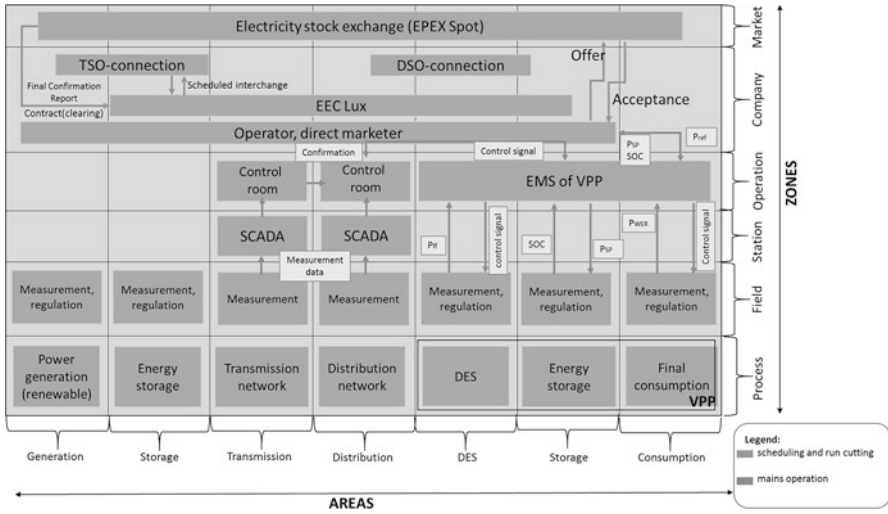 Electricity stock exchange (EPEX Spot)
Market
TSO-connection
DSO-connection
Offer
Final Confirmation
Report
Scheduled interchange
Contract(clearing)
EEC Lux
Acceptance
Company
Operator, direct marketer
Confirmation
Control signal
PSP
SOC
Pref
Control
room
Control
room
EMS of VPP
Operation
ZONES
SCADA
SCADA
Measurement
data
control signal
SOC
PSP
PWER
Control signal
Station
Measurement,
regulation
Measurement,
regulation
Measurement
Measurement
Measurement,
regulation
Measurement,
regulation
Measurement,
regulation
Field
Power
generation
(renewable)
Energy
storage
Transmission
network
Distribution
network
DES
Energy
storage
Final
consumption
VPP
Process
Generation
Storage
Transmission
Distribution
DES
Storage
Consumption
AREAS
Legend:
scheduling and run cutting
mains operation